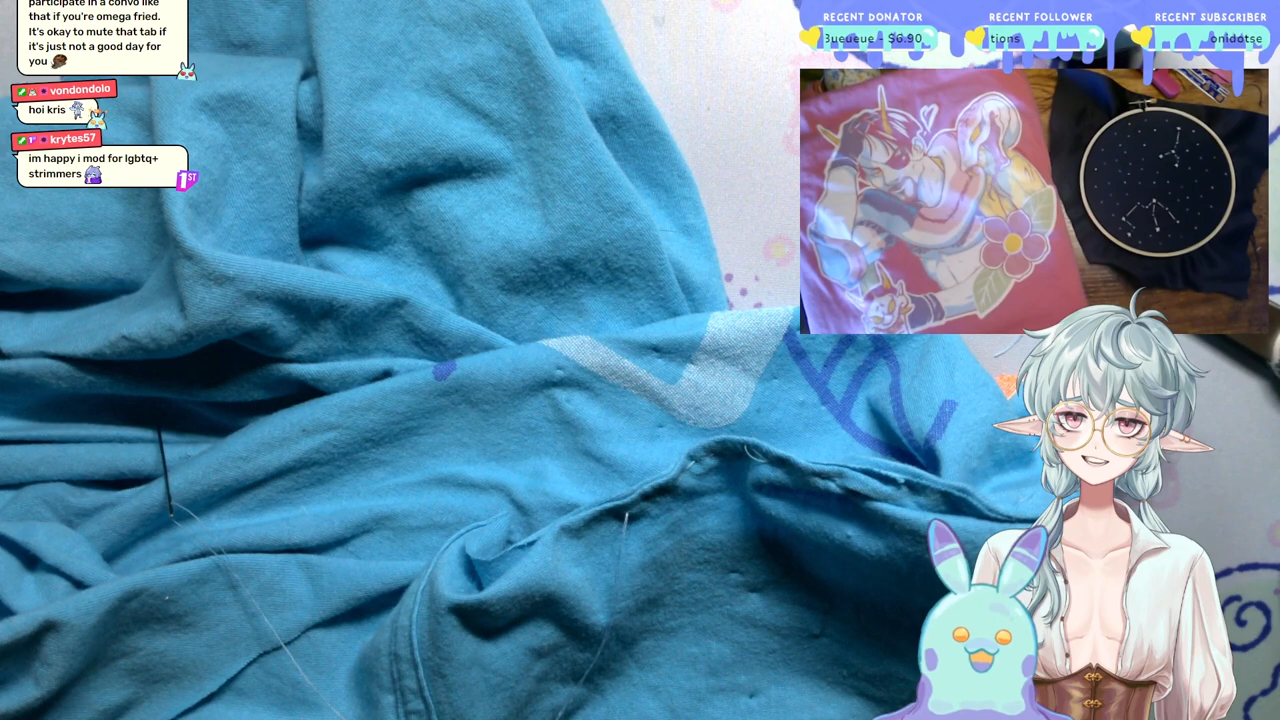 participate in a convo like
that if you're omega fried.
It's okay to mute that tab if
it's just not a good day for
you
vondondolo
hoi kris
krytes57
im happy i mod for lgbtq+
strimmers
1ST
RECENT DONATOR
RECENT FOLLOWER
RECENT SUBSCRIBER
3ueueue - $6.90
tions
onidotse